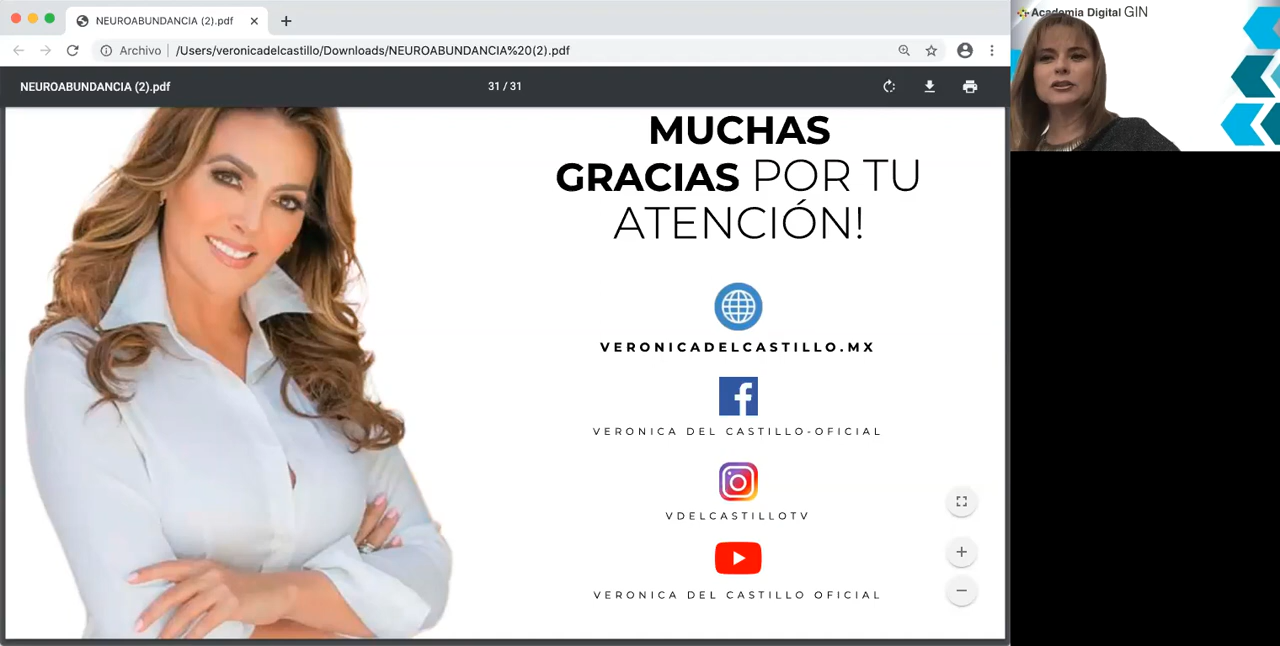 NEUROABUNDANCIA (2).pdf
Archivo
/Users/veronicadelcastillo/Downloads/NEUROABUNDANCIA%20(2).pdf
NEUROABUNDANCIA (2).pdf
31 / 31
MUCHAS
GRACIAS POR TU
ATENCIÓN!
VERONICADELCASTILLO.MX
VERONICA DEL CASTILLO-OFICIAL
VDELCASTILLOTV
VERONICA DEL CASTILLO OFICIAL
Academia Digital GIN